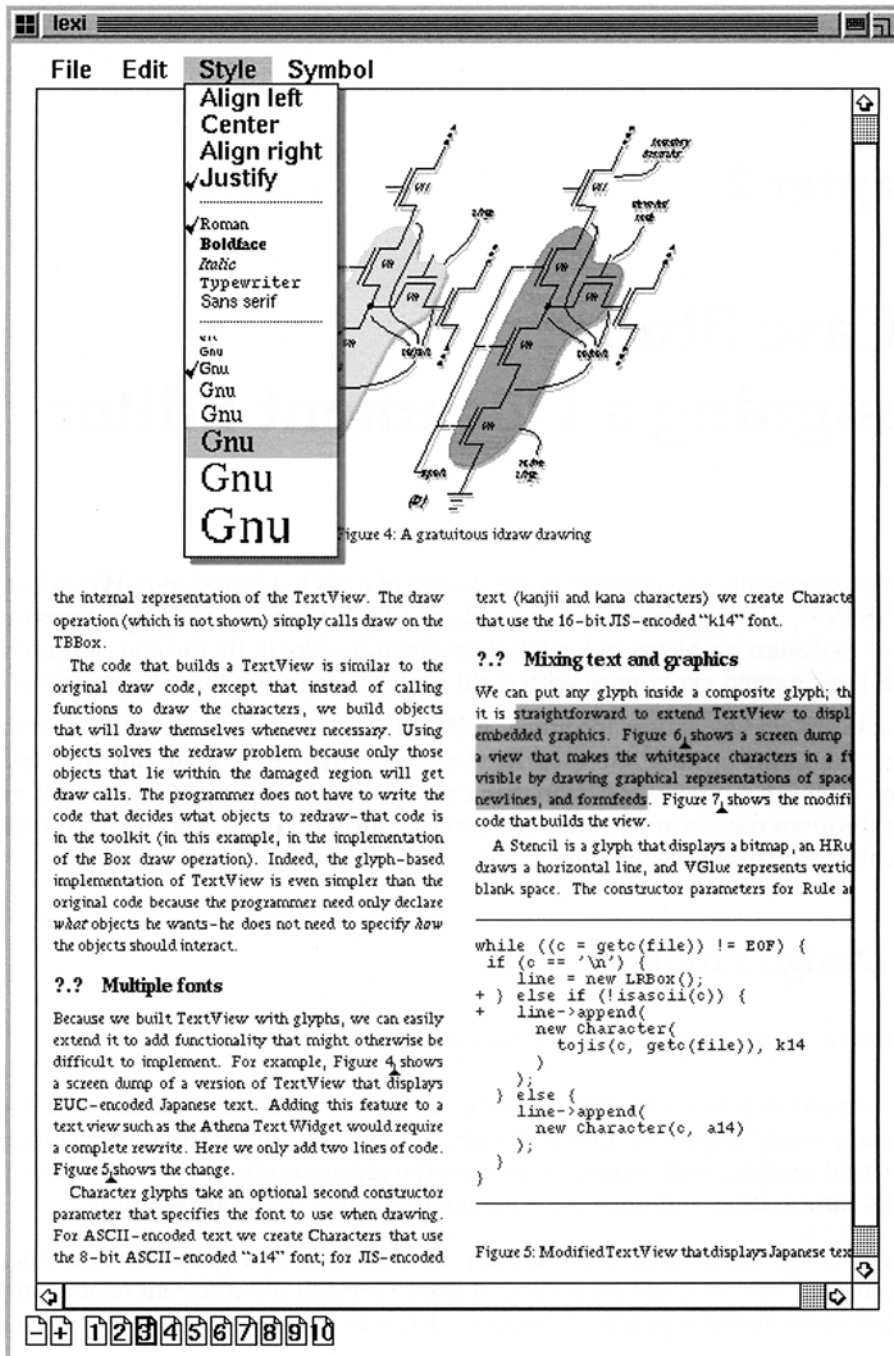 lexi
File Edit Style Symbol
Align left
Center
Align right
Justify
Roman
Boldface
Italic
Typewriter
Sans serif
Gnu
Gnu
Gnu
Gnu
Gnu
Gnu
Gnu
Figure 4: A gratuitous idraw drawing
the internal representation of the TextView. The draw
operation (which is not shown) simply calls draw on the
TBBox.
The code that builds a TextView is similar to the
original draw code, except that instead of calling
functions to draw the characters, we build objects
that will draw themselves whenever necessary. Using
objects solves the redraw problem because only those
objects that lie within the damaged region will get
draw calls. The programmer does not have to write the
code that decides what objects to redraw–that code is
in the toolkit (in this example, in the implementation
of the Box draw operation). Indeed, the glyph-based
implementation of TextView is even simpler than the
original code because the programmer need only declare
what objects he wants–he does not need to specify how
the objects should interact.
?.? Multiple fonts
Because we built TextView with glyphs, we can easily
extend it to add functionality that might otherwise be
difficult to implement. For example, Figure 4 shows
a screen dump of a version of TextView that displays
EUC-encoded Japanese text. Adding this feature to a
text view such as the Athena Text Widget would require
a complete rewrite. Here we only add two lines of code.
Figure 5 shows the change.
Character glyphs take an optional second constructor
parameter that specifies the font to use when drawing.
For ASCII-encoded text we create Characters that use
the 8-bit ASCII-encoded "a14" font; for JIS-encoded
text (kanjii and kana characters) we create Characte
that use the 16-bit JIS-encoded "k14" font.
?.? Mixing text and graphics
We can put any glyph inside a composite glyph; th
it is straightforward to extend TextView to displ
embedded graphics. Figure 6 shows a screen dump
a view that makes the whitespace characters in a fi
visible by drawing graphical representations of space
newlines, and formfeeds. Figure 7 shows the modifi
code that builds the view.
A Stencil is a glyph that displays a bitmap, an HRu
draws a horizontal line, and VGlue represents vertic
blank space. The constructor parameters for Rule an
while ((c = getc(file)) != EOF) {
if (c == '\n') {
line = new LRBox();
+ } else if (!isascii(c)) {
+ line->append(
new Character(
tojis(c, getc(file)), k14
)
);
} else {
line->append(
new Character(c, a14)
);
}
}
Figure 5: Modified TextView that displays Japanese tex
- + 1 2 3 4 5 6 7 8 9 10